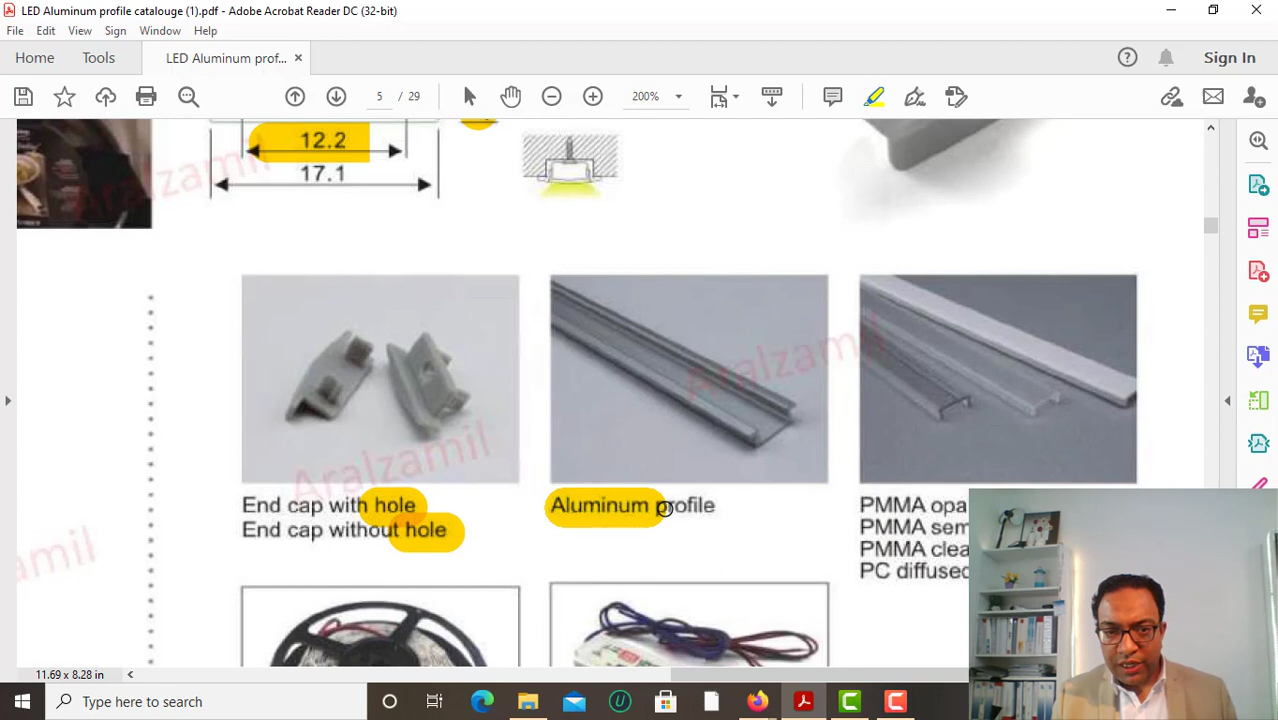 LED Aluminum profile catalouge (1).pdf - Adobe Acrobat Reader DC (32-bit)
File Edit View Sign Window Help
Home Tools LED Aluminum prof... ×
Sign In
5 / 29
200%
12.2
17.1
Aralzamil
Aralzamil
Aralzamil
End cap with hole
End cap without hole
Aluminum profile
PMMA opa
PMMA sem
PMMA clea
PC diffused
11.69 x 8.28 in
Type here to search